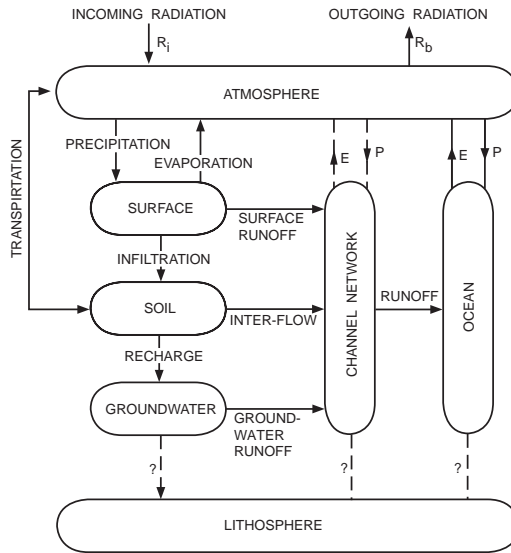 INCOMING RADIATION
OUTGOING RADIATION
Ri
Rb
ATMOSPHERE
PRECIPITATION
EVAPORATION
E
P
E
P
TRANSPIRTATION
SURFACE
SURFACE
RUNOFF
INFILTRATION
SOIL
INTER-FLOW
CHANNEL NETWORK
RUNOFF
OCEAN
RECHARGE
GROUNDWATER
GROUND-
WATER
RUNOFF
?
?
?
LITHOSPHERE